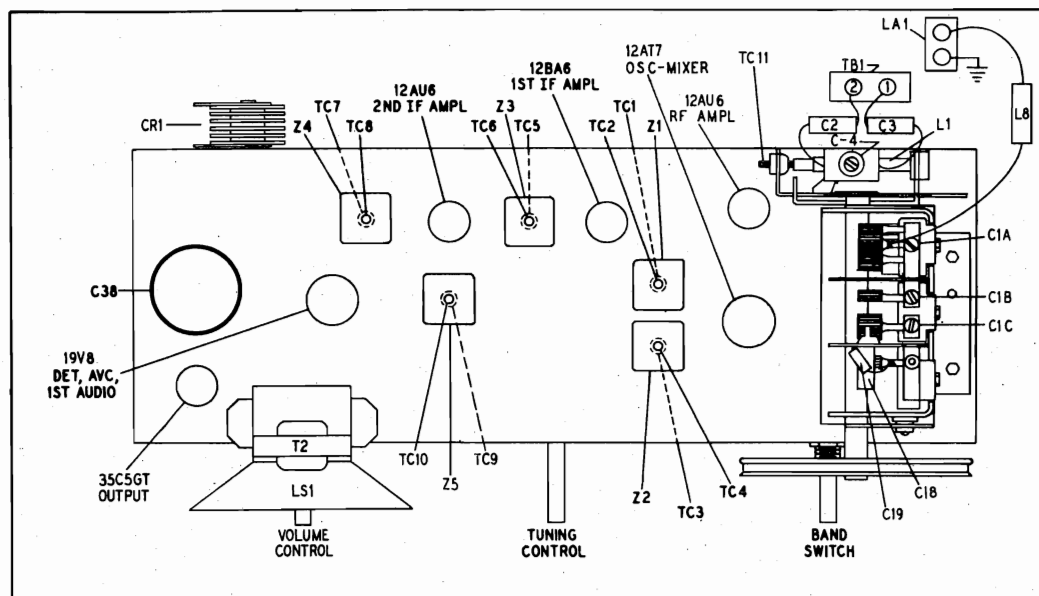 LA1
12AT7
OSC-MIXER
TC11
TB1
2
1
12AU6
2ND IF AMPL
12BA6
1ST IF AMPL
12AU6
RF AMPL
CR1
TC7
Z4
TC8
Z3
TC6
TC5
TC1
TC2
Z1
C2
C3
C-4
L1
L8
C1A
C1B
C1C
C38
19V8
DET, AVC,
1ST AUDIO
35C5GT
OUTPUT
T2
LS1
TC10
Z5
TC9
Z2
TC4
TC3
C18
C19
VOLUME
CONTROL
TUNING
CONTROL
BAND
SWITCH